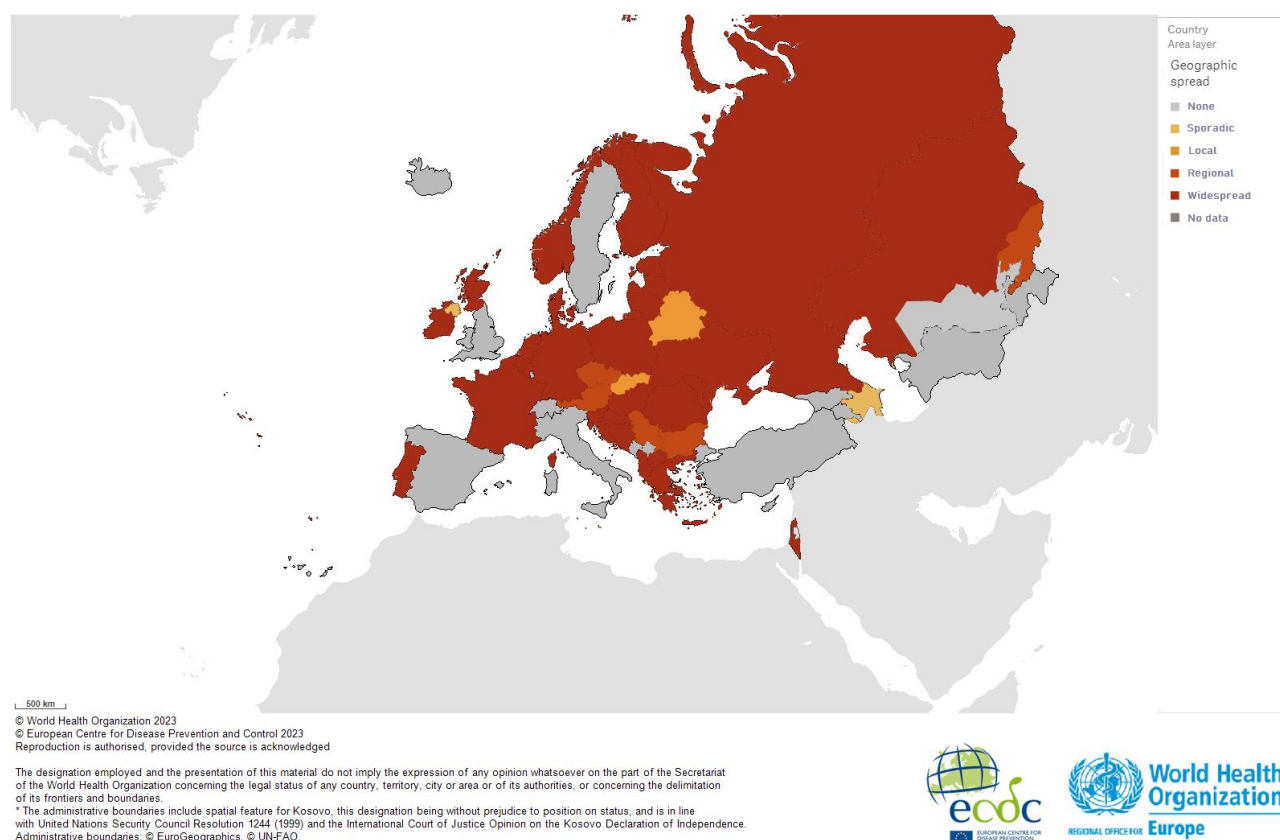 Country
Area layer
Geographic
spread
None
Sporadic
Local
Regional
Widespread
No data
500 km
© World Health Organization 2023
© European Centre for Disease Prevention and Control 2023
Reproduction is authorised, provided the source is acknowledged
The designation employed and the presentation of this material do not imply the expression of any opinion whatsoever on the part of the Secretariat
of the World Health Organization concerning the legal status of any country, territory, city or area or of its authorities, or concerning the delimitation
of its frontiers and boundaries.
* The administrative boundaries include spatial feature for Kosovo, this designation being without prejudice to position on status, and is in line
with United Nations Security Council Resolution 1244 (1999) and the International Court of Justice Opinion on the Kosovo Declaration of Independence.
Administrative boundaries: © EuroGeographics, © UN-FAO.
ecdc
EUROPEAN CENTRE FOR
DISEASE PREVENTION
World Health
Organization
REGIONAL OFFICE FOR Europe